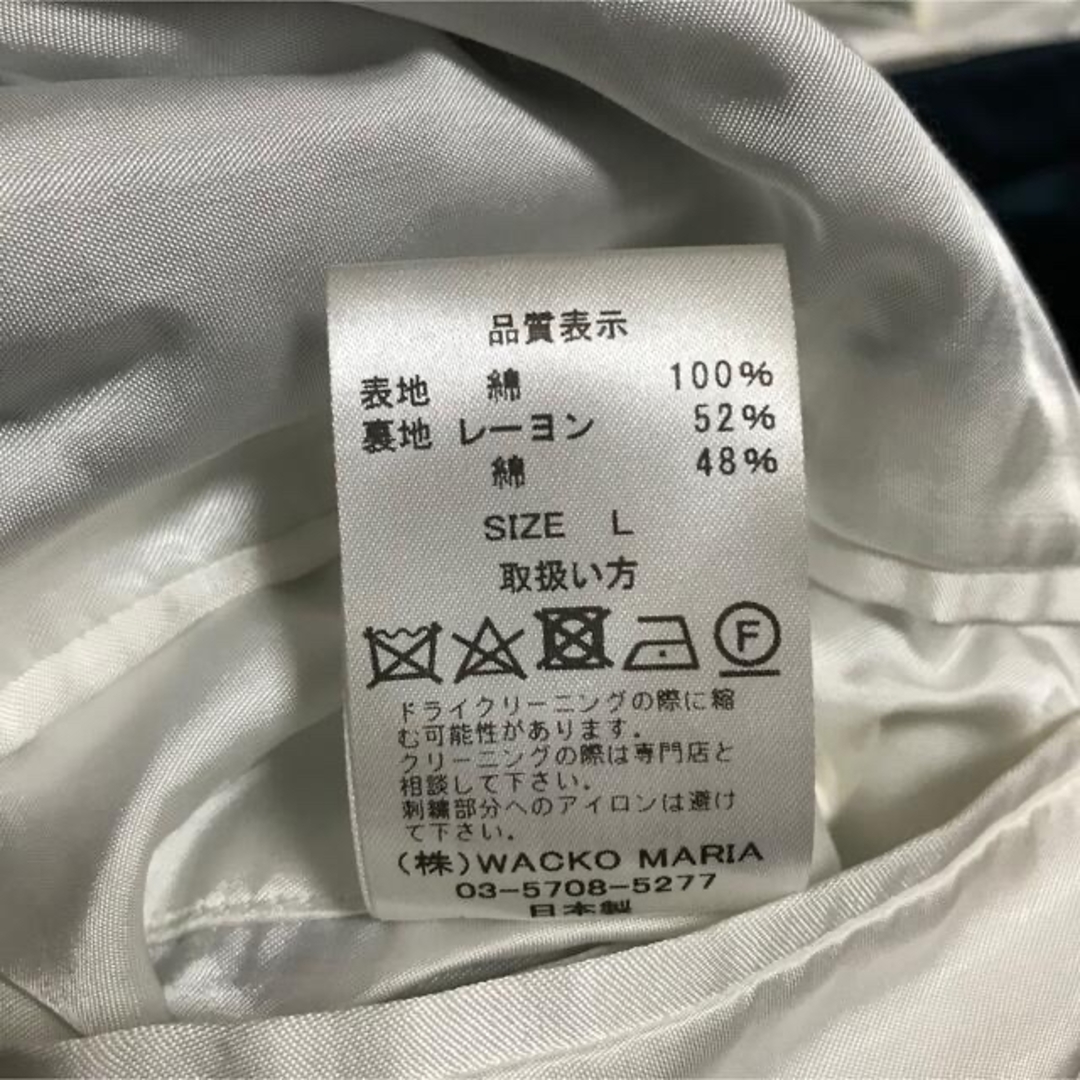 品質表示
表地 綿 100%
裏地 レーヨン 52%
綿 48%
SIZE L
取扱い方
F
ドライクリーニングの際に縮
む可能性があります.
クリーニングの際は専門店と
相談して下さい.
刺繍部分へのアイロンは避け
て下さい.
(株)WACKO MARIA
03-5708-5277
日本製